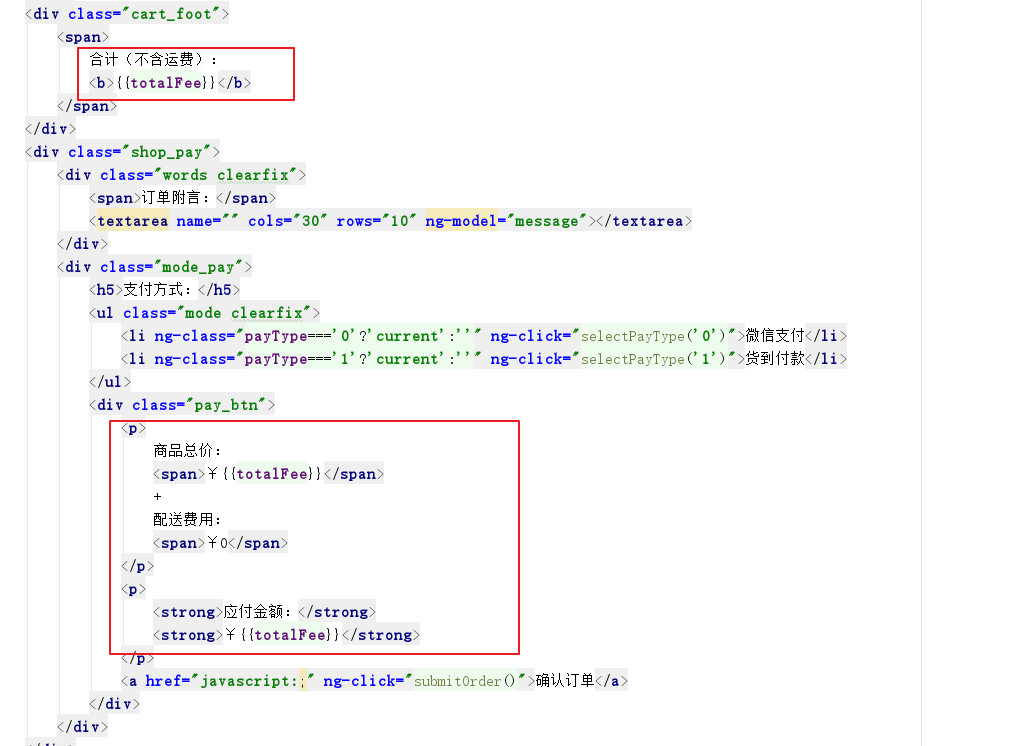 <div class="cart_foot">
<span>
合计（不含运费）：
<b>{{totalFee}}</b>
</span>
</div>
<div class="shop_pay">
<div class="words clearfix">
<span>订单附言：</span>
<textarea name="" cols="30" rows="10" ng-model="message"></textarea>
</div>
<div class="mode_pay">
<h5>支付方式：</h5>
<ul class="mode clearfix">
<li ng-class="payType==='0'?'current':''" ng-click="selectPayType('0')">微信支付</li>
<li ng-class="payType==='1'?'current':''" ng-click="selectPayType('1')">货到付款</li>
</ul>
<div class="pay_btn">
<p>
商品总价：
<span>￥{{totalFee}}</span>
+
配送费用：
<span>￥0</span>
</p>
<p>
<strong>应付金额：</strong>
<strong>￥{{totalFee}}</strong>
</p>
<a href="javascript:;" ng-click="submitOrder()">确认订单</a>
</div>
</div>